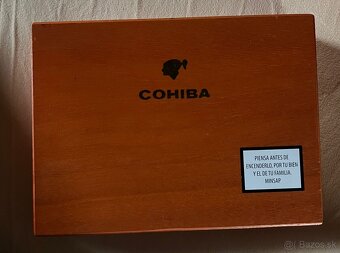 COHIBA
PIENSA ANTES DE
ENCENDERLO, POR TU BIEN
Y EL DE TU FAMILIA.
MINSAP
Bazos.sk